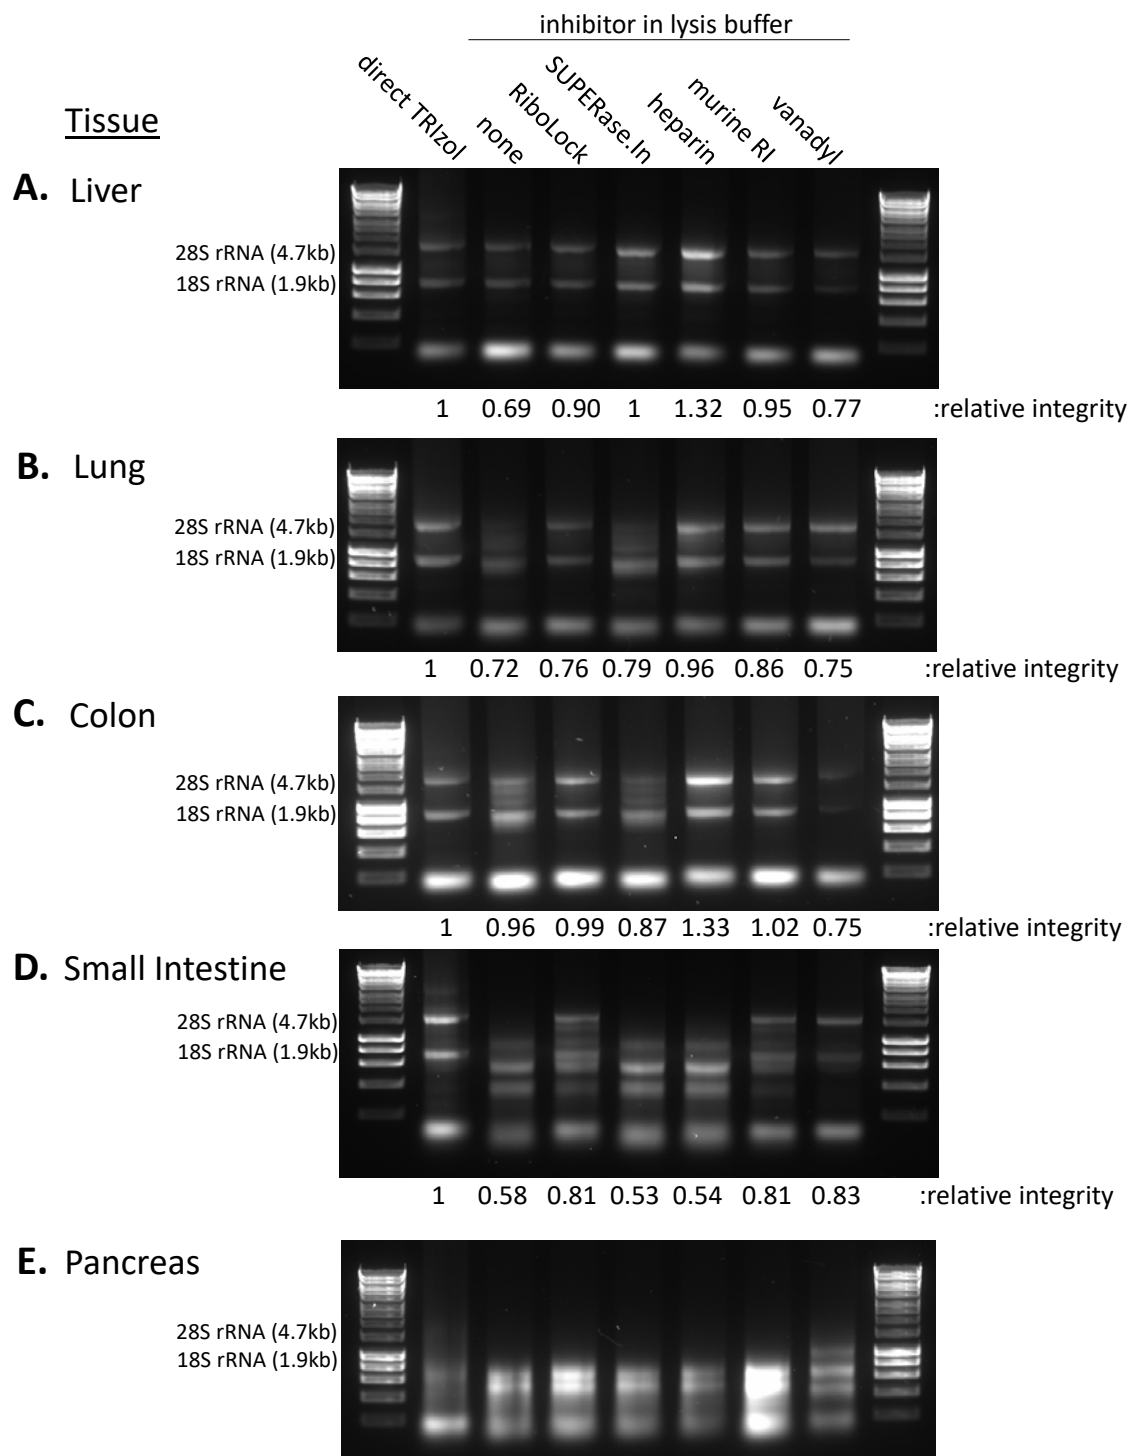 inhibitor in lysis buffer
direct TRIzol
none
RiboLock
SUPERase.In
heparin
murine RI
vanadyl
Tissue
A. Liver
28S rRNA (4.7kb)
18S rRNA (1.9kb)
1 0.69 0.90 1 1.32 0.95 0.77 :relative integrity
B. Lung
28S rRNA (4.7kb)
18S rRNA (1.9kb)
1 0.72 0.76 0.79 0.96 0.86 0.75 :relative integrity
C. Colon
28S rRNA (4.7kb)
18S rRNA (1.9kb)
1 0.96 0.99 0.87 1.33 1.02 0.75 :relative integrity
D. Small Intestine
28S rRNA (4.7kb)
18S rRNA (1.9kb)
1 0.58 0.81 0.53 0.54 0.81 0.83 :relative integrity
E. Pancreas
28S rRNA (4.7kb)
18S rRNA (1.9kb)